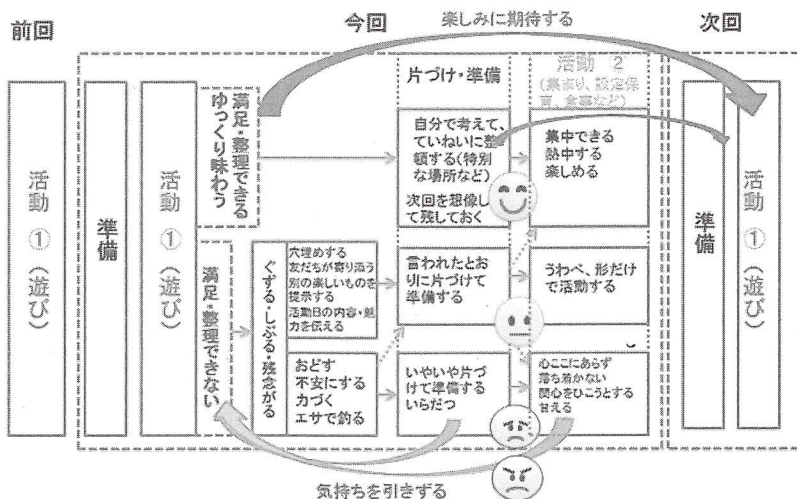 前回
今回
次回
楽しみに期待する
活動 ①（遊び）
準備
活動 ①（遊び）
満足・整理できる
ゆっくり味わう
満足・整理できない
ぐずる・しぶる・残念がる
穴埋めする
友だちが寄り添う
別の楽しいものを
提示する
活動Bの内容・魅
力を伝える
おどす
不安にする
力づく
エサで釣る
片づけ・準備
自分で考えて、
ていねいに整
頓する(特別
な場所など)
次回を想像し
て残しておく
言われたとお
りに片づけて
準備する
いやいや片づ
けて準備する
いらだつ
活動 ②
(集まり、設定保
育、食事など)
集中できる
熱中する
楽しめる
うわべ、形だけ
で活動する
心ここにあらず
落ち着かない
関心をひこうとする
甘える
準備
活動 ①（遊び）
気持ちを引きずる